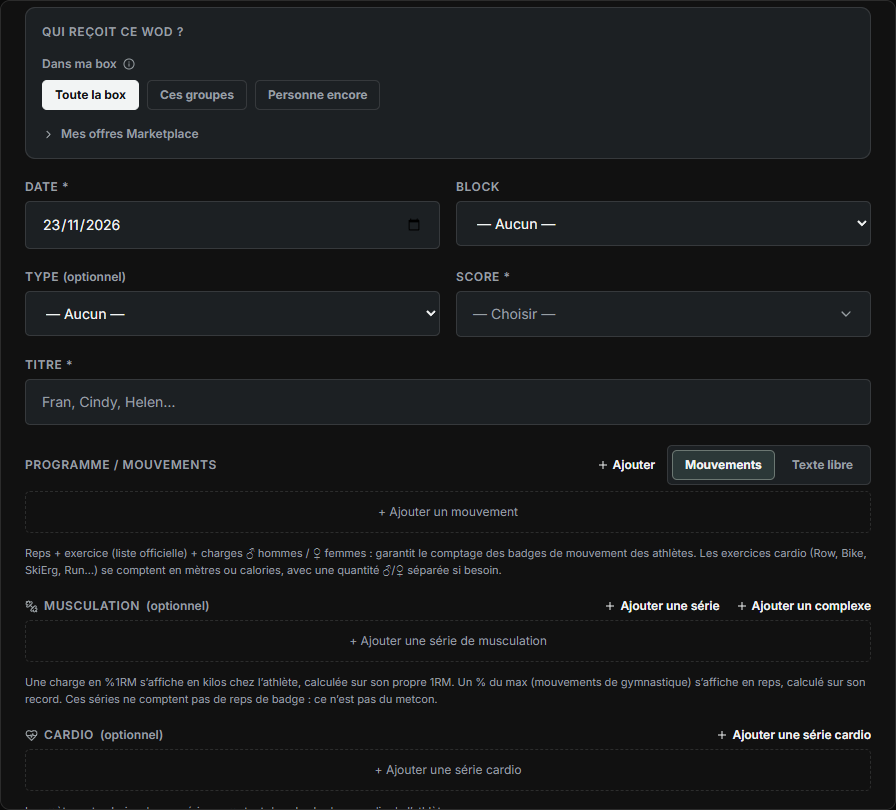 QUI REÇOIT CE WOD ?
Dans ma box
Toute la box
Ces groupes
Personne encore
Mes offres Marketplace
DATE *
BLOCK
23/11/2026
— Aucun —
TYPE (optionnel)
SCORE *
— Aucun —
— Choisir —
TITRE *
Fran, Cindy, Helen...
PROGRAMME / MOUVEMENTS
+ Ajouter
Mouvements
Texte libre
+ Ajouter un mouvement
Reps + exercice (liste officielle) + charges ♂ hommes / ♀ femmes : garantit le comptage des badges de mouvement des athlètes. Les exercices cardio (Row, Bike,
SkiErg, Run...) se comptent en mètres ou calories, avec une quantité ♂/♀ séparée si besoin.
MUSCULATION (optionnel)
+ Ajouter une série
+ Ajouter un complexe
+ Ajouter une série de musculation
Une charge en %1RM s’affiche en kilos chez l’athlète, calculée sur son propre 1RM. Un % du max (mouvements de gymnastique) s’affiche en reps, calculé sur son
record. Ces séries ne comptent pas de reps de badge : ce n’est pas du metcon.
CARDIO (optionnel)
+ Ajouter une série cardio
+ Ajouter une série cardio